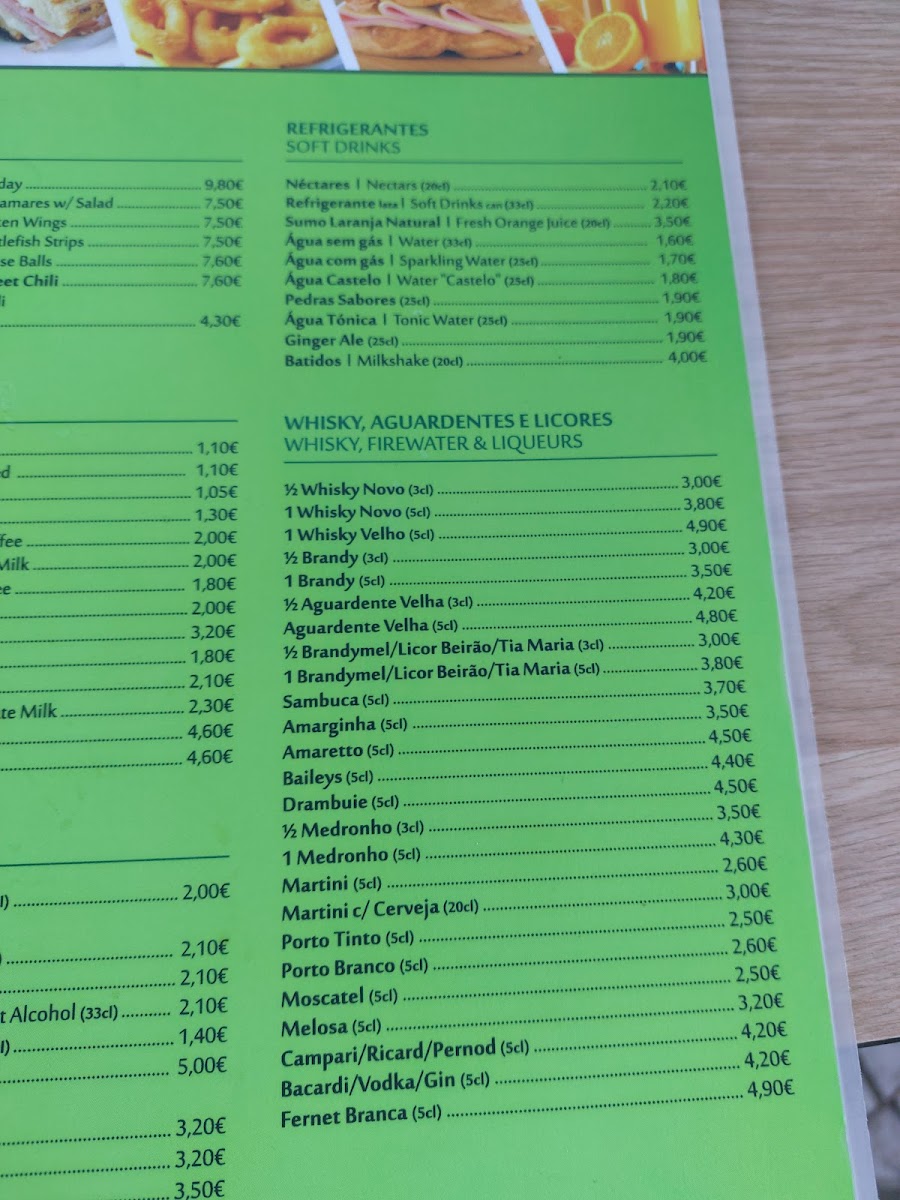 day 9,80€
amares w/ Salad 7,50€
ken Wings 7,50€
tlefish Strips 7,50€
se Balls 7,60€
eet Chili 7,60€
li
4,30€
1,10€
d 1,10€
1,05€
1,30€
ffee 2,00€
Milk 2,00€
ee 1,80€
2,00€
3,20€
1,80€
2,10€
te Milk 2,30€
4,60€
4,60€
l) 2,00€
) 2,10€
2,10€
t Alcohol (33cl) 2,10€
l) 1,40€
5,00€
3,20€
3,20€
3,50€
REFRIGERANTES
SOFT DRINKS
Néctares | Nectars (20cl) 2,10€
Refrigerante lata | Soft Drinks can (33cl) 2,20€
Sumo Laranja Natural | Fresh Orange Juice (20cl) 3,50€
Água sem gás | Water (33cl) 1,60€
Água com gás | Sparkling Water (25cl) 1,70€
Água Castelo | Water "Castelo" (25cl) 1,80€
Pedras Sabores (25cl) 1,90€
Água Tónica | Tonic Water (25cl) 1,90€
Ginger Ale (25cl) 1,90€
Batidos | Milkshake (20cl) 4,00€
WHISKY, AGUARDENTES E LICORES
WHISKY, FIREWATER & LIQUEURS
½ Whisky Novo (3cl) 3,00€
1 Whisky Novo (5cl) 3,80€
1 Whisky Velho (5cl) 4,90€
½ Brandy (3cl) 3,00€
1 Brandy (5cl) 3,50€
½ Aguardente Velha (3cl) 4,20€
Aguardente Velha (5cl) 4,80€
½ Brandymel/Licor Beirão/Tia Maria (3cl) 3,00€
1 Brandymel/Licor Beirão/Tia Maria (5cl) 3,80€
Sambuca (5cl) 3,70€
Amarginha (5cl) 3,50€
Amaretto (5cl) 4,50€
Baileys (5cl) 4,40€
Drambuie (5cl) 4,50€
½ Medronho (3cl) 3,50€
1 Medronho (5cl) 4,30€
Martini (5cl) 2,60€
Martini c/ Cerveja (20cl) 3,00€
Porto Tinto (5cl) 2,50€
Porto Branco (5cl) 2,60€
Moscatel (5cl) 2,50€
Melosa (5cl) 3,20€
Campari/Ricard/Pernod (5cl) 4,20€
Bacardi/Vodka/Gin (5cl) 4,20€
Fernet Branca (5cl) 4,90€